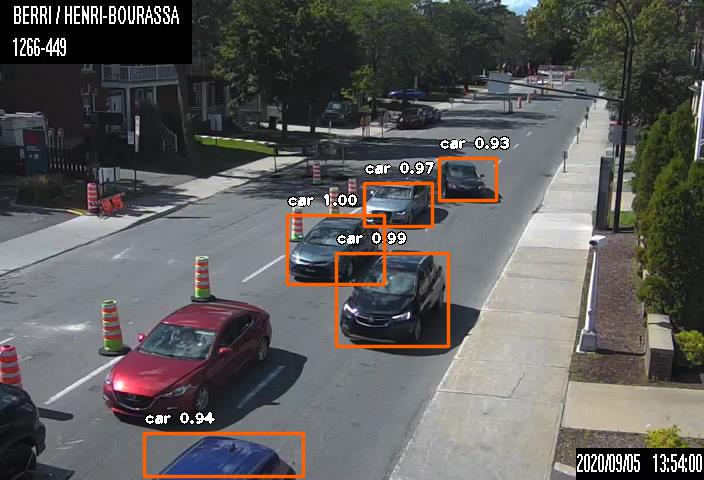 BERRI / HENRI-BOURASSA
1266-449
car 0.93
car 0.97
car 1.00
car 0.99
car 0.94
2020/09/05 13:54:00